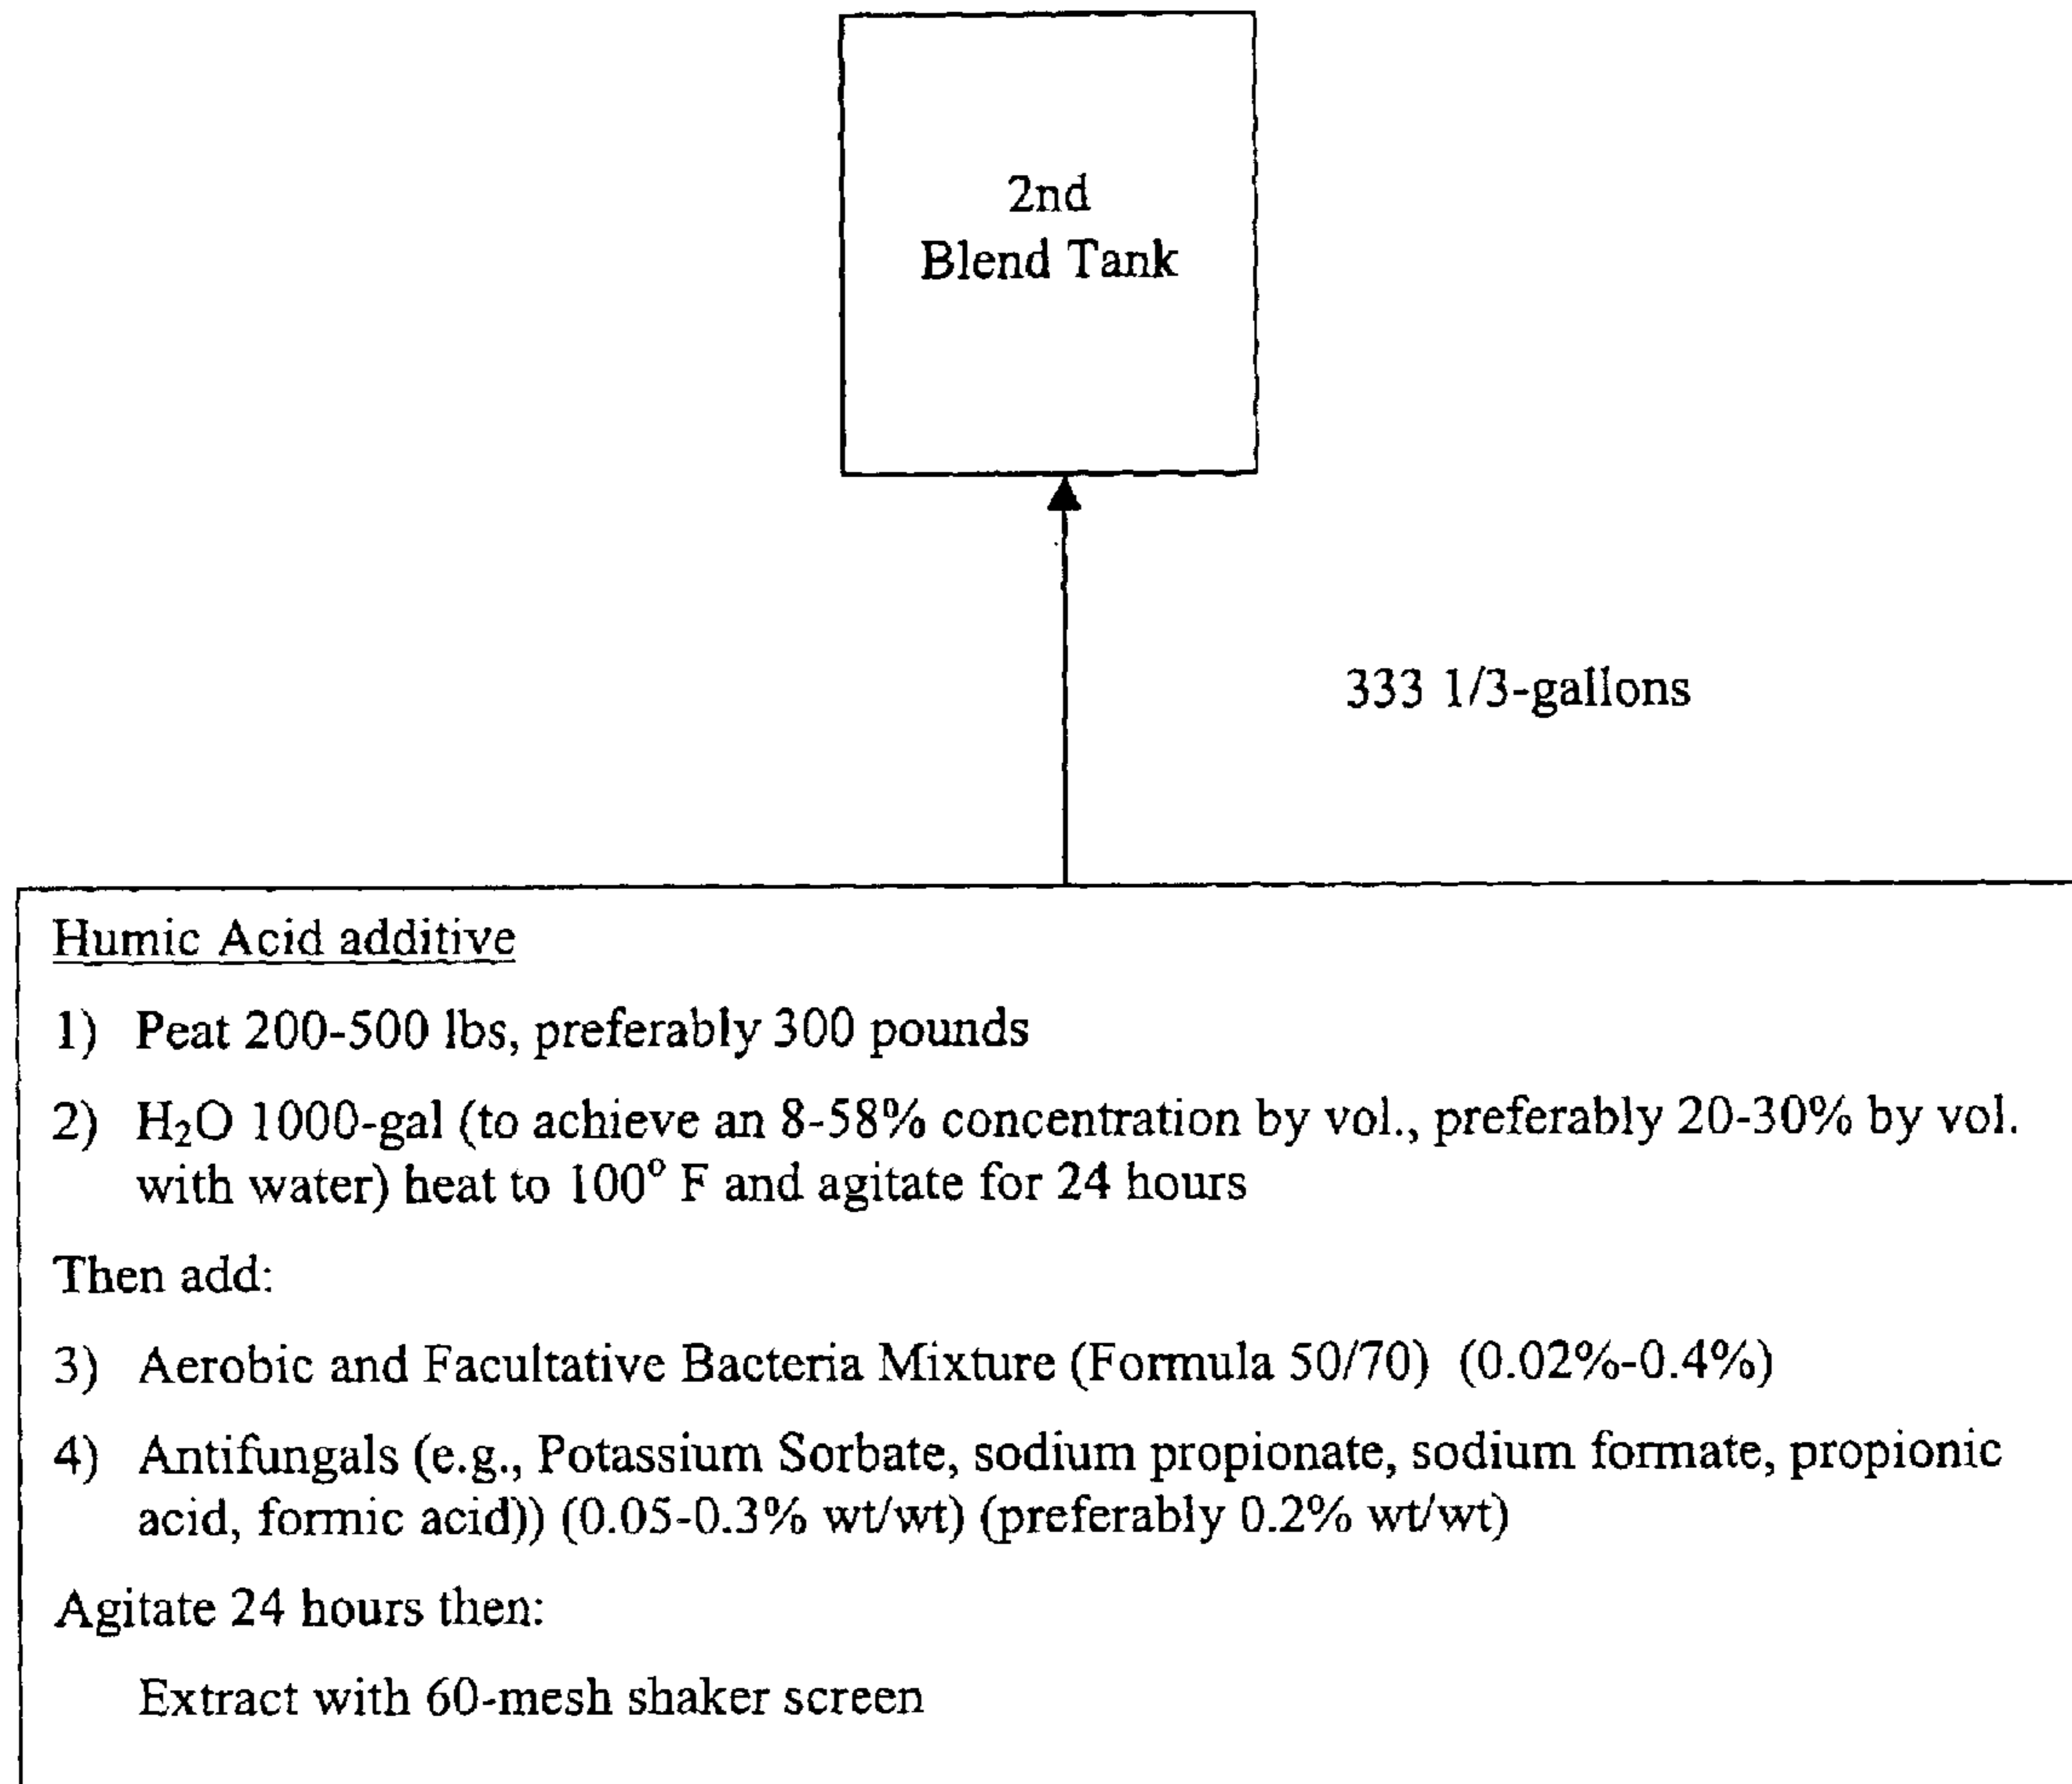 2nd
Blend Tank
333 1/3-gallons
Humic Acid additive
1) Peat 200-500 lbs, preferably 300 pounds
2) H₂O 1000-gal (to achieve an 8-58% concentration by vol., preferably 20-30% by vol.
with water) heat to 100° F and agitate for 24 hours
Then add:
3) Aerobic and Facultative Bacteria Mixture (Formula 50/70) (0.02%-0.4%)
4) Antifungals (e.g., Potassium Sorbate, sodium propionate, sodium formate, propionic
acid, formic acid)) (0.05-0.3% wt/wt) (preferably 0.2% wt/wt)
Agitate 24 hours then:
Extract with 60-mesh shaker screen